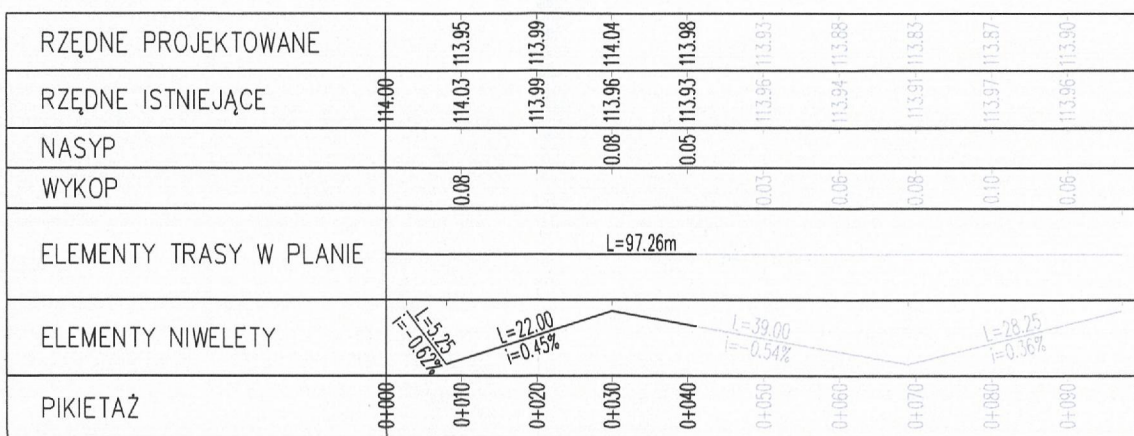 RZĘDNE PROJEKTOWANE 113.95 113.99 114.04 113.98 113.93 113.88 113.83 113.87 113.90
RZĘDNE ISTNIEJĄCE 114.00 114.03 113.99 113.96 113.93 113.96 113.94 113.91 113.97 113.96
NASYP 0.08 0.05
WYKOP 0.08 0.03 0.06 0.08 0.10 0.06
ELEMENTY TRASY W PLANIE L=97.26m
ELEMENTY NIWELETY
L=5.25
i=-0.62%
L=22.00
i=0.45%
L=39.00
i=-0.54%
L=28.25
i=0.36%
PIKIETAŻ 0+000 0+010 0+020 0+030 0+040 0+050 0+060 0+070 0+080 0+090